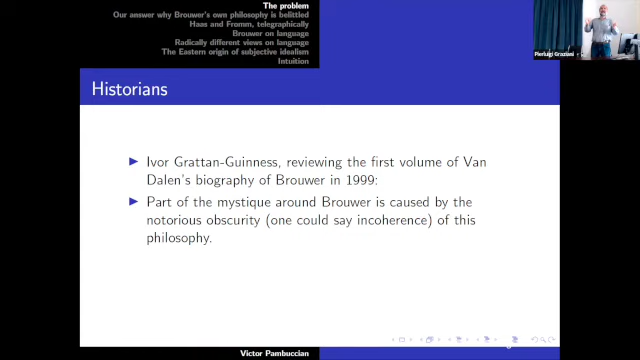 The problem
Our answer why Brouwer's own philosophy is belittled
Haas and Fromm, telegraphically
Brouwer on language
Radically different views on language
The Eastern origin of subjective idealism
Intuition
Pierluigi Graziani
Historians
Ivor Grattan-Guinness, reviewing the first volume of Van
Dalen's biography of Brouwer in 1999:
Part of the mystique around Brouwer is caused by the
notorious obscurity (one could say incoherence) of this
philosophy.
Victor Pambuccian